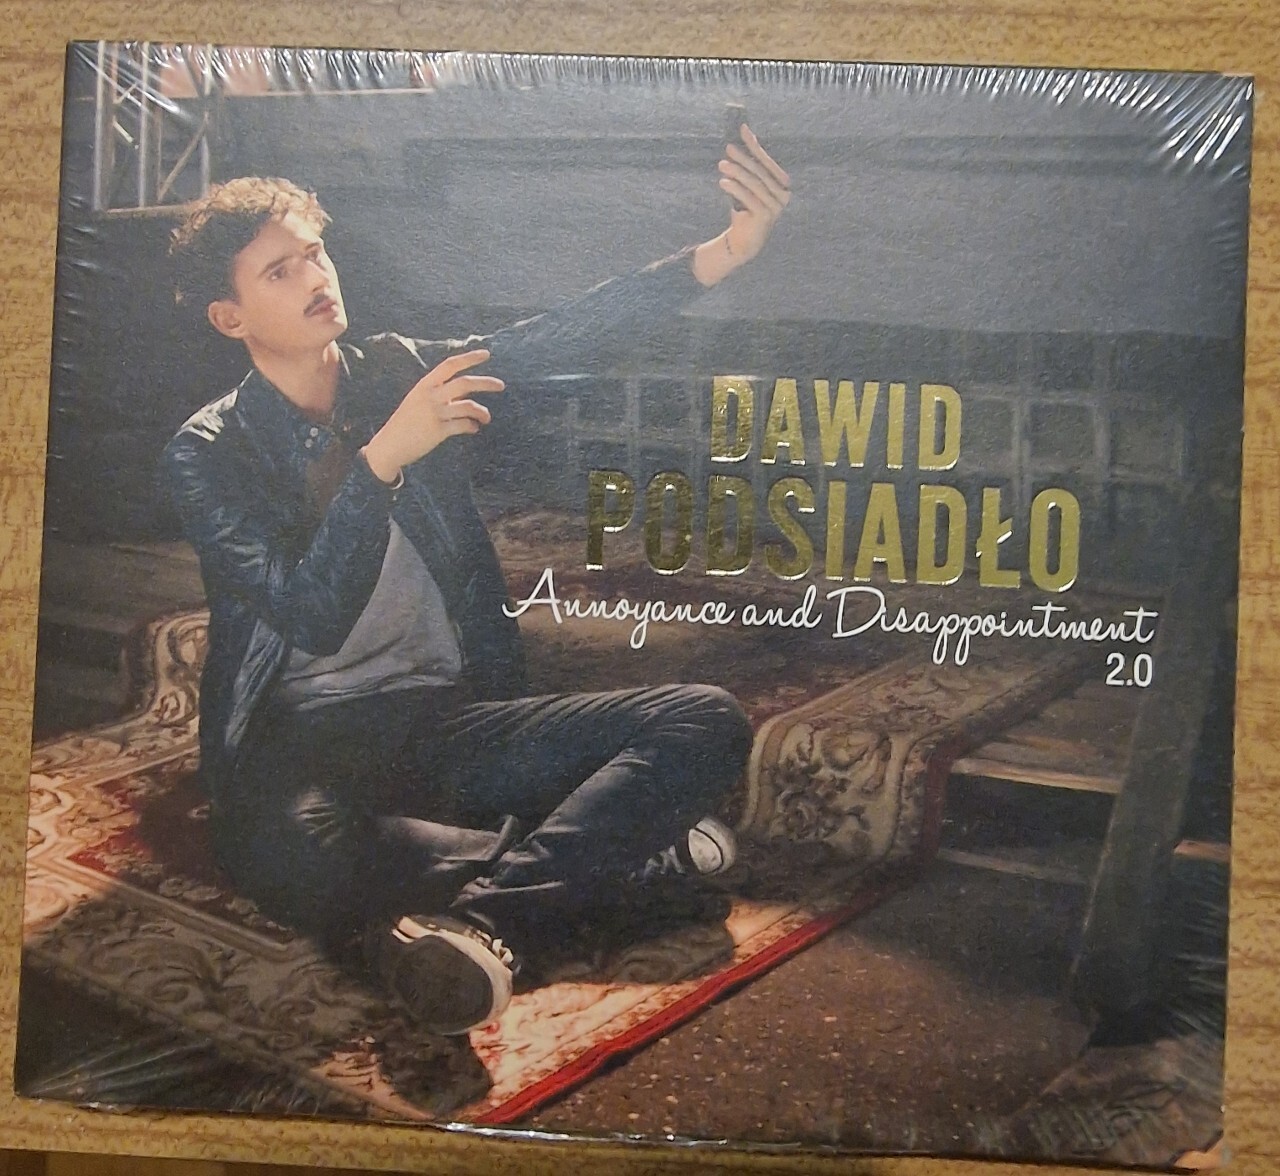 DAWID
PODSIADŁO
Annoyance and Disappointment
2.0